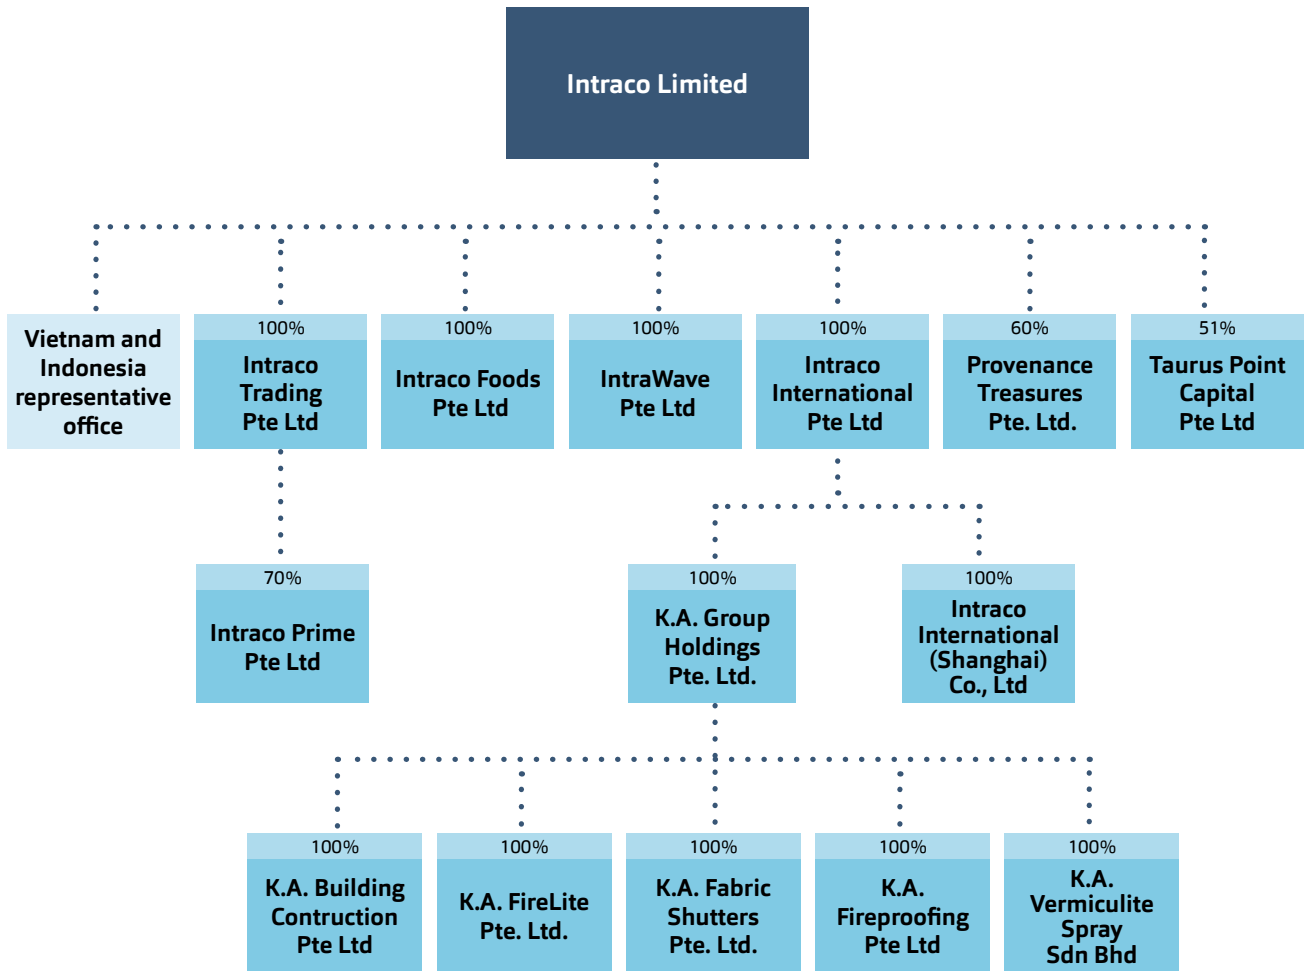 Intraco Limited
Vietnam and
Indonesia
representative
office
100%
Intraco
Trading
Pte Ltd
100%
Intraco Foods
Pte Ltd
100%
IntraWave
Pte Ltd
100%
Intraco
International
Pte Ltd
60%
Provenance
Treasures
Pte. Ltd.
51%
Taurus Point
Capital
Pte Ltd
70%
Intraco Prime
Pte Ltd
100%
K.A. Group
Holdings
Pte. Ltd.
100%
Intraco
International
(Shanghai)
Co., Ltd
100%
K.A. Building
Contruction
Pte Ltd
100%
K.A. FireLite
Pte. Ltd.
100%
K.A. Fabric
Shutters
Pte. Ltd.
100%
K.A.
Fireproofing
Pte Ltd
100%
K.A.
Vermiculite
Spray
Sdn Bhd